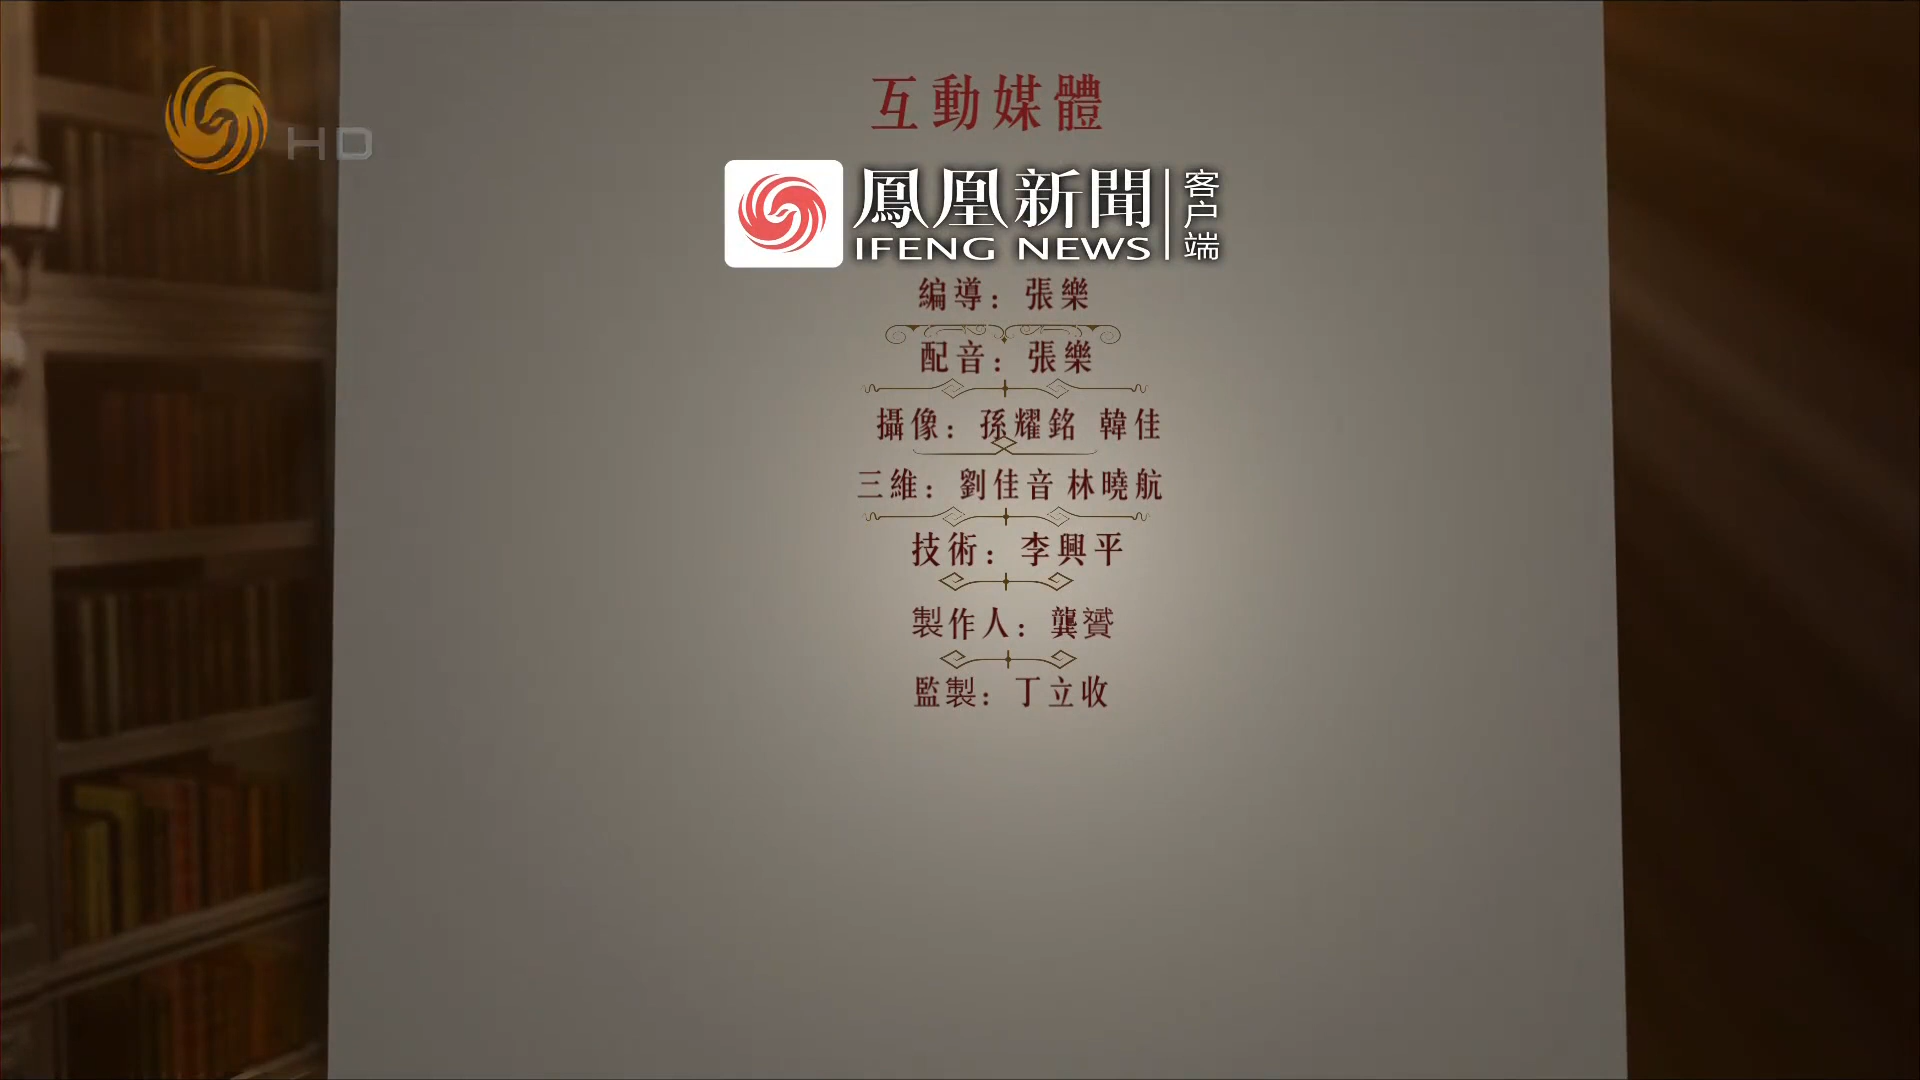 互動媒體
HD
鳳凰新聞 客户端
IFENG NEWS
編導：張樂
配音：張樂
攝像：孫耀銘 韓佳
三維：劉佳音 林曉航
技術：李興平
製作人：龔贇
監製：丁立收